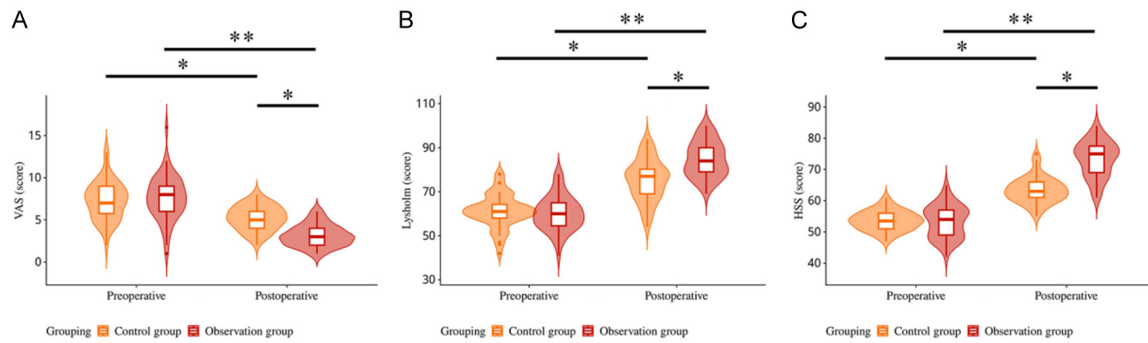 A
**
*
*
VAS (score)
15
10
5
0
Preoperative
Postoperative
Grouping Control group Observation group
B
**
*
*
Lysholm (score)
110
90
70
50
30
Preoperative
Postoperative
Grouping Control group Observation group
C
**
*
*
HSS (score)
90
80
70
60
50
40
Preoperative
Postoperative
Grouping Control group Observation group